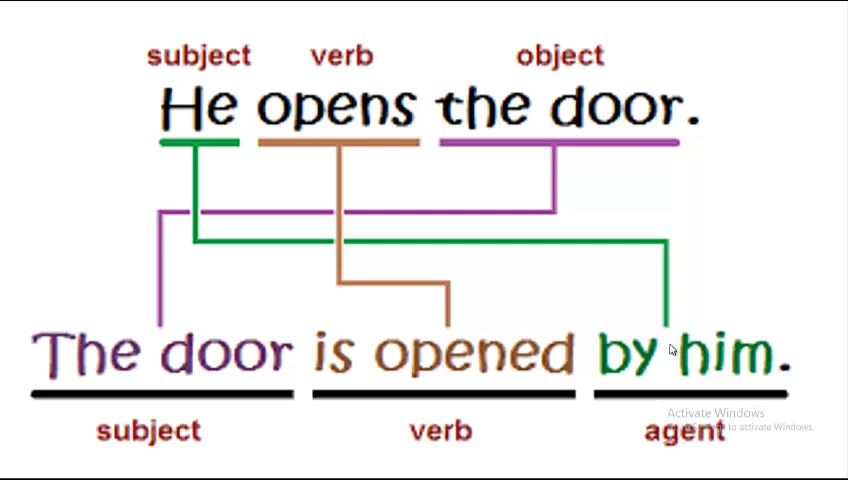 subject verb object
He opens the door.
The door is opened by him.
Activate Windows
subject verb agent
to activate Windows.